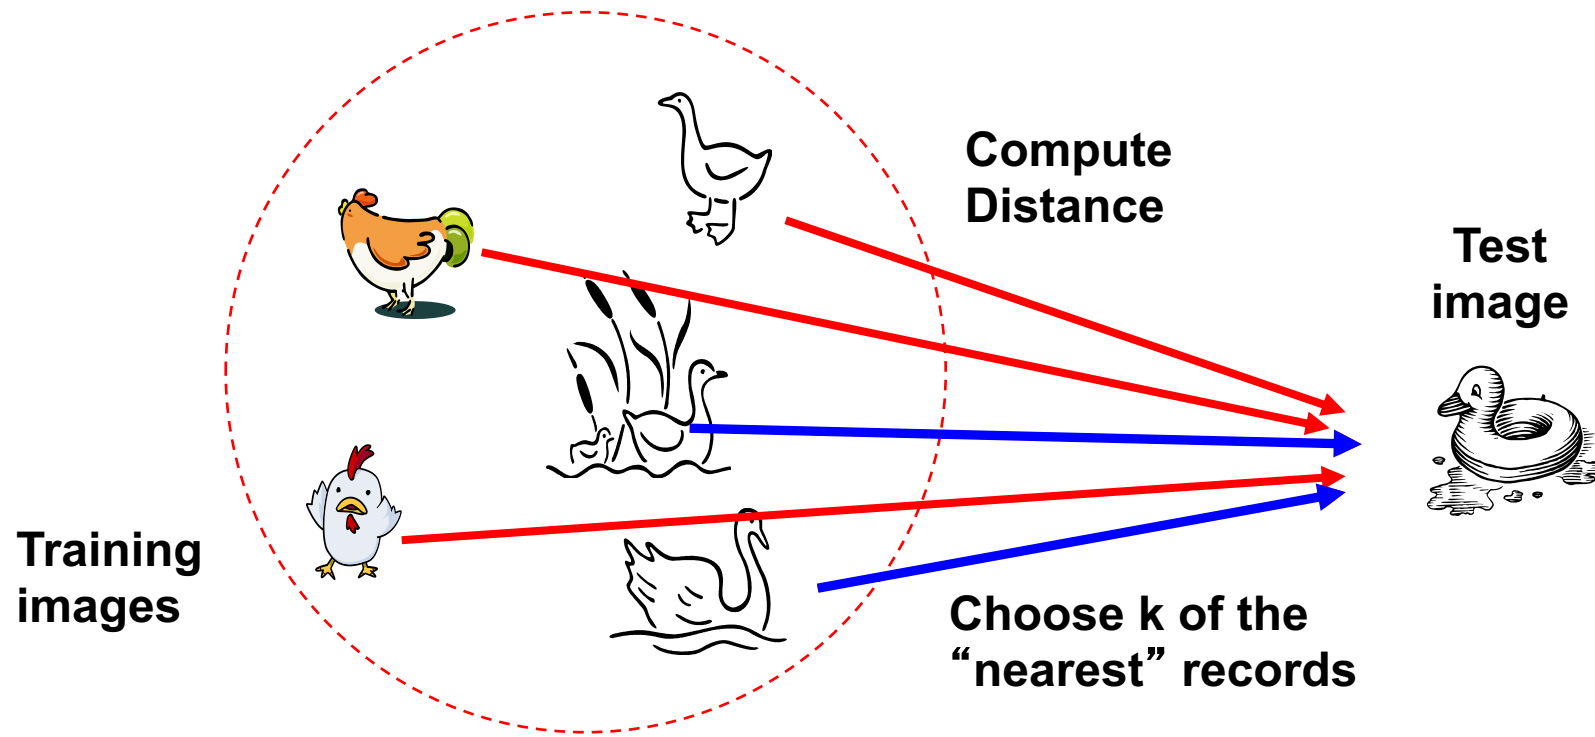 Compute
Distance
Test
image
Training
images
Choose k of the
“nearest” records